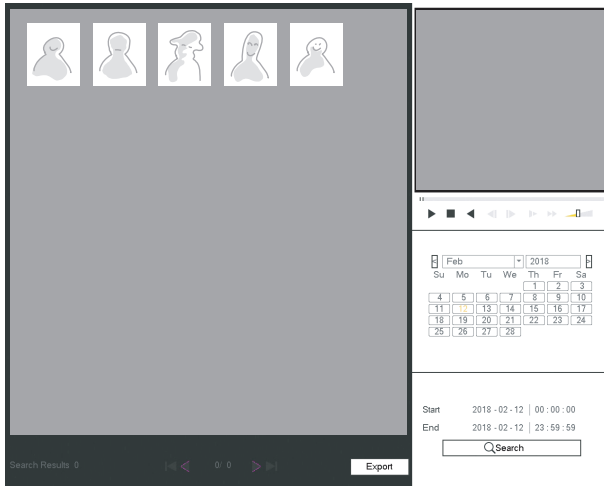 < Feb 2018 >
Su Mo Tu We Th Fr Sa
1 2 3
4 5 6 7 8 9 10
11 12 13 14 15 16 17
18 19 20 21 22 23 24
25 26 27 28
Start 2018 - 02 - 12 00 : 00 : 00
End 2018 - 02 - 12 23 : 59 : 59
Search
Search Results 0 0/ 0 Export